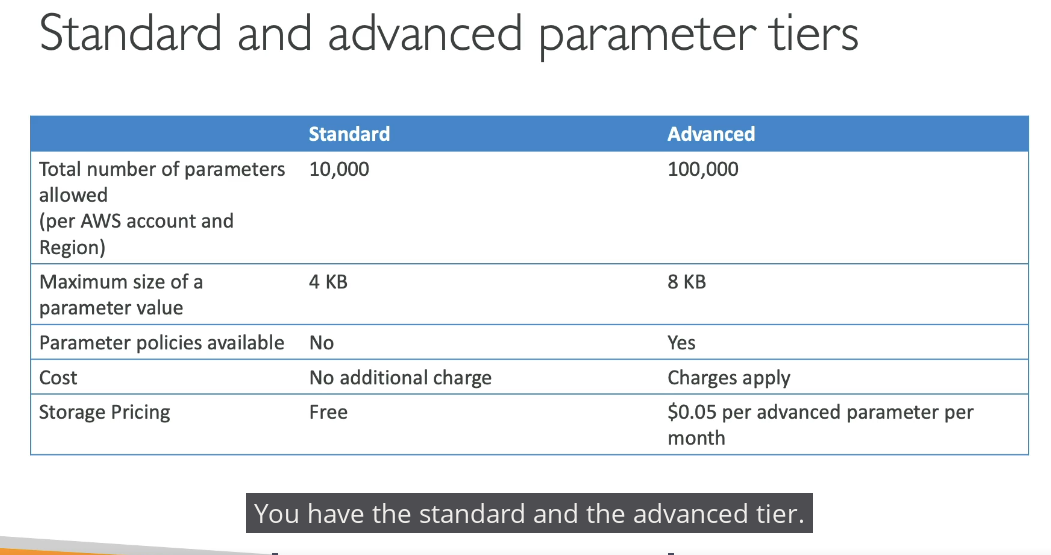 Standard and advanced parameter tiers
Standard Advanced
Total number of parameters 10,000 100,000
allowed
(per AWS account and
Region)
Maximum size of a 4 KB 8 KB
parameter value
Parameter policies available No Yes
Cost No additional charge Charges apply
Storage Pricing Free $0.05 per advanced parameter per
month
You have the standard and the advanced tier.